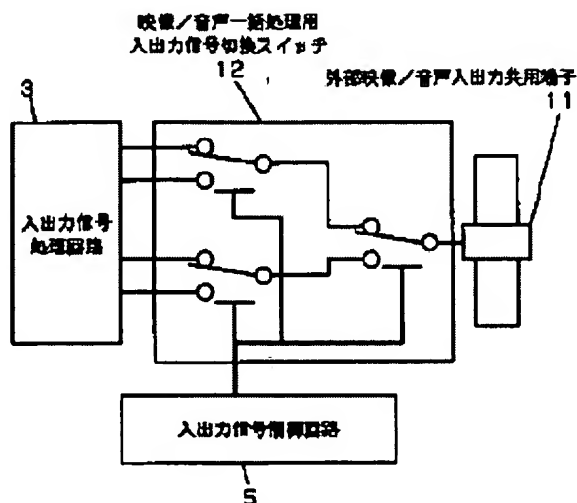 映像／音声一括処理用
入出力信号切換スイッチ
12
外部映像／音声入出力共用端子
11
3
入出力信号
処理回路
入出力信号制御回路
5